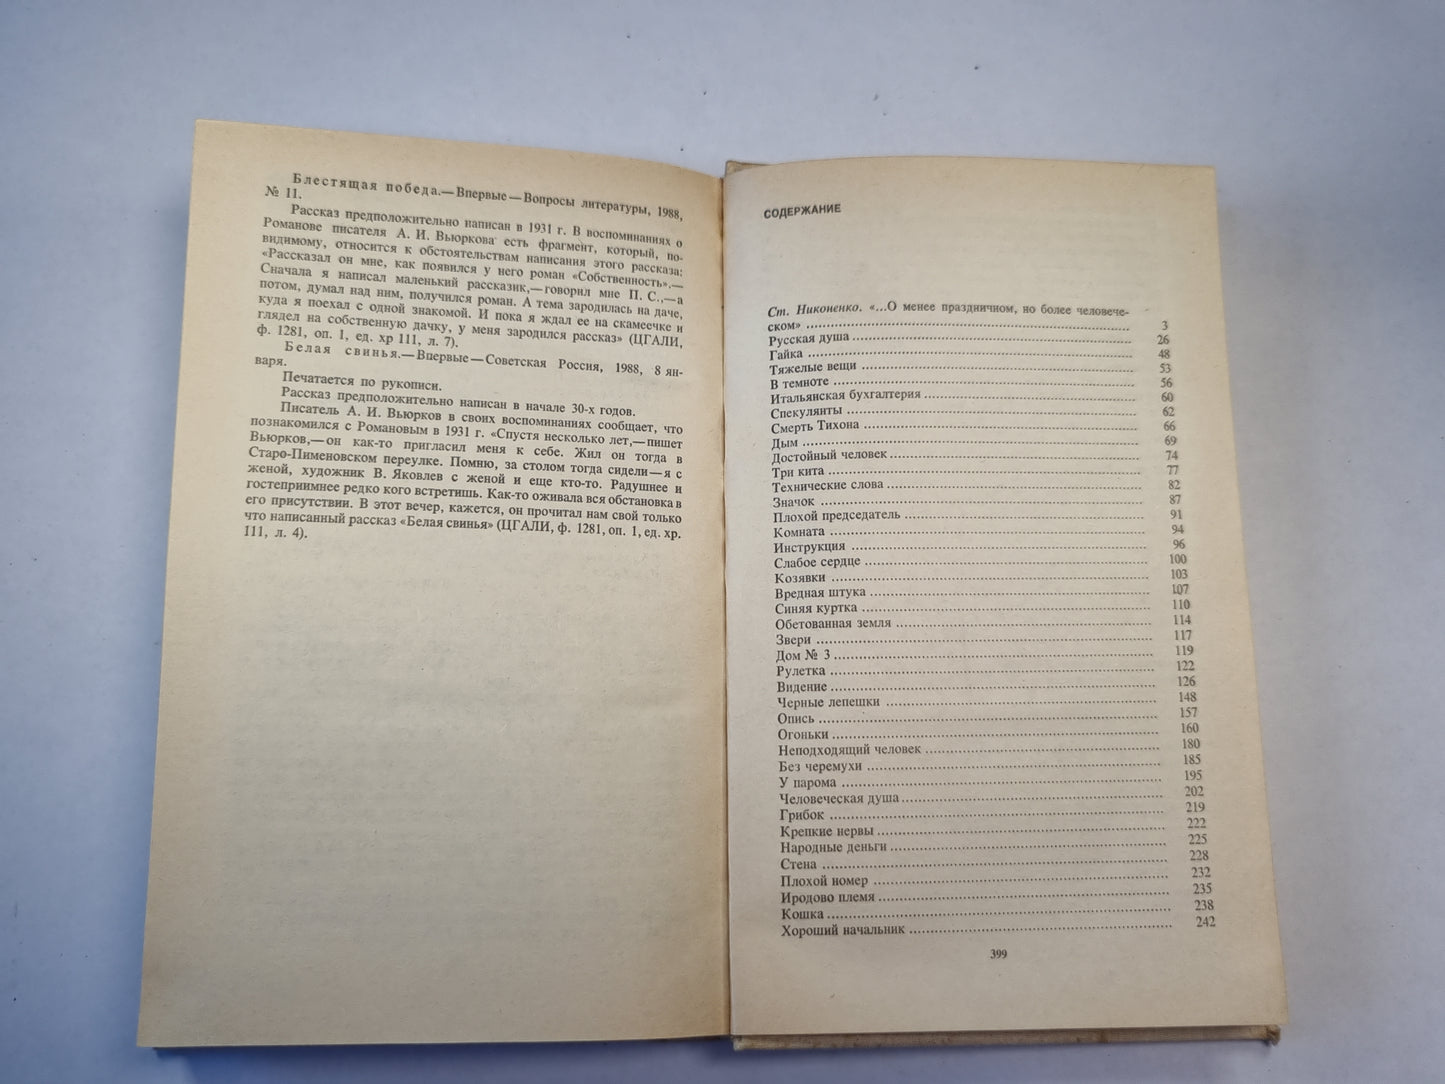 Блестящая победа.—Впервые—Вопросы литературы, 1988,
№ 11.
Рассказ предположительно написан в 1931 г. В воспоминаниях о
Романове писателя А. И. Вьюркова есть фрагмент, который, по-
видимому, относится к обстоятельствам написания этого рассказа:
«Рассказал он мне, как появился у него роман «Собственность».—
Сначала я написал маленький рассказик,—говорил мне П. С.,—а
потом, думал над ним, получился роман. А тема зародилась на даче,
куда я поехал с одной знакомой. И пока я ждал ее на скамеечке и
глядел на собственную дачку, у меня зародился рассказ» (ЦГАЛИ,
ф. 1281, оп. 1, ед. хр 111, л. 7).
Белая свинья.—Впервые—Советская Россия, 1988, 8 ян-
варя.
Печатается по рукописи.
Рассказ предположительно написан в начале 30-х годов.
Писатель А. И. Вьюрков в своих воспоминаниях сообщает, что
познакомился с Романовым в 1931 г. «Спустя несколько лет,—пишет
Вьюрков,—он как-то пригласил меня к себе. Жил он тогда в
Старо-Пименовском переулке. Помню, за столом тогда сидели—я с
женой, художник В. Яковлев с женой и еще кто-то. Радушнее и
гостеприимнее редко кого встретишь. Как-то оживала вся обстановка в
его присутствии. В этот вечер, кажется, он прочитал нам свой только
что написанный рассказ «Белая свинья» (ЦГАЛИ, ф. 1281, оп. 1, ед. хр.
111, л. 4).
СОДЕРЖАНИЕ
Ст. Никоненко. «...О менее праздничном, но более человече-
ском» 3
Русская душа 26
Гайка 48
Тяжелые вещи 53
В темноте 56
Итальянская бухгалтерия 60
Спекулянты 62
Смерть Тихона 66
Дым 69
Достойный человек 74
Три кита 77
Технические слова 82
Значок 87
Плохой председатель 91
Комната 94
Инструкция 96
Слабое сердце 100
Козявки 103
Вредная штука 107
Синяя куртка 110
Обетованная земля 114
Звери 117
Дом № 3 119
Рулетка 122
Видение 126
Черные лепешки 148
Опись 157
Огоньки 160
Неподходящий человек 180
Без черемухи 185
У парома 195
Человеческая душа 202
Грибок 219
Крепкие нервы 222
Народные деньги 225
Стена 228
Плохой номер 232
Иродово племя 235
Кошка 238
Хороший начальник 242
399